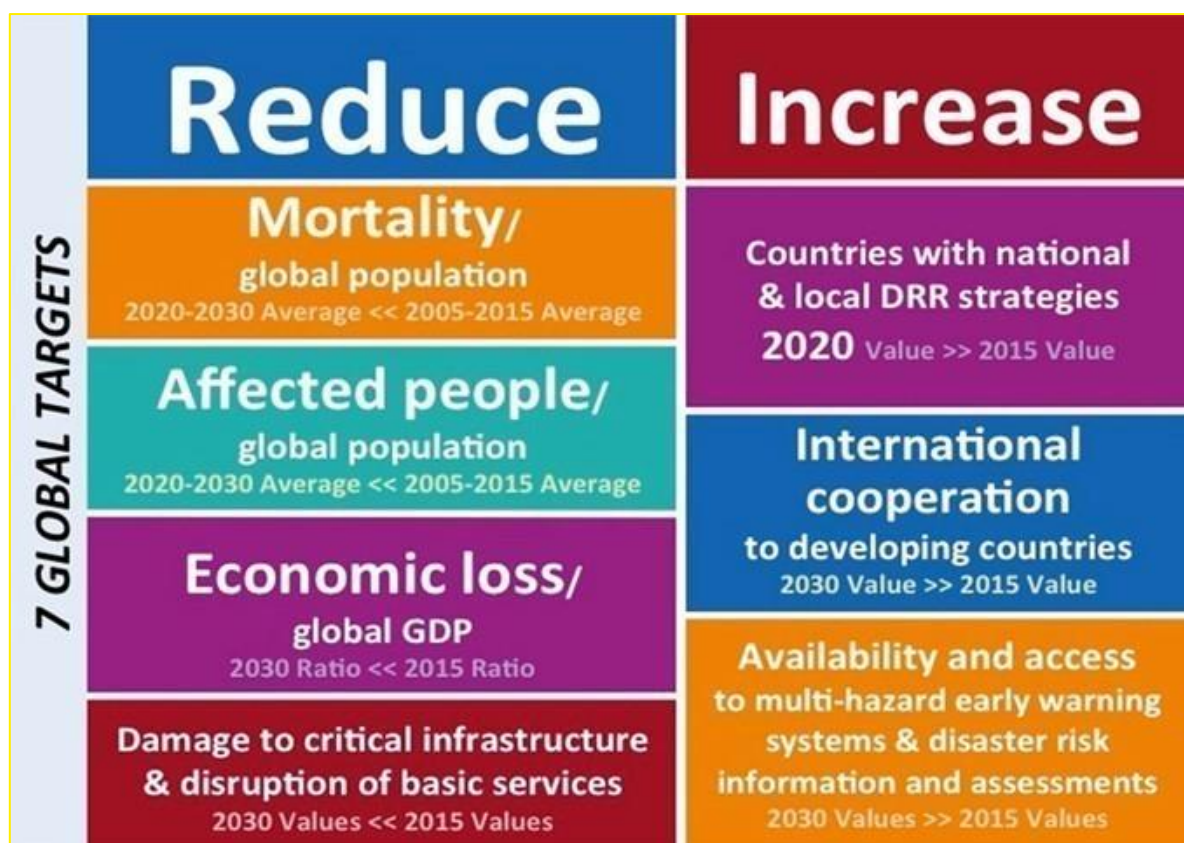 7 GLOBAL TARGETS
Reduce
Mortality/
global population
2020-2030 Average << 2005-2015 Average
Affected people/
global population
2020-2030 Average << 2005-2015 Average
Economic loss/
global GDP
2030 Ratio << 2015 Ratio
Damage to critical infrastructure
& disruption of basic services
2030 Values << 2015 Values
Increase
Countries with national
& local DRR strategies
2020 Value >> 2015 Value
International
cooperation
to developing countries
2030 Value >> 2015 Value
Availability and access
to multi-hazard early warning
systems & disaster risk
information and assessments
2030 Values >> 2015 Values